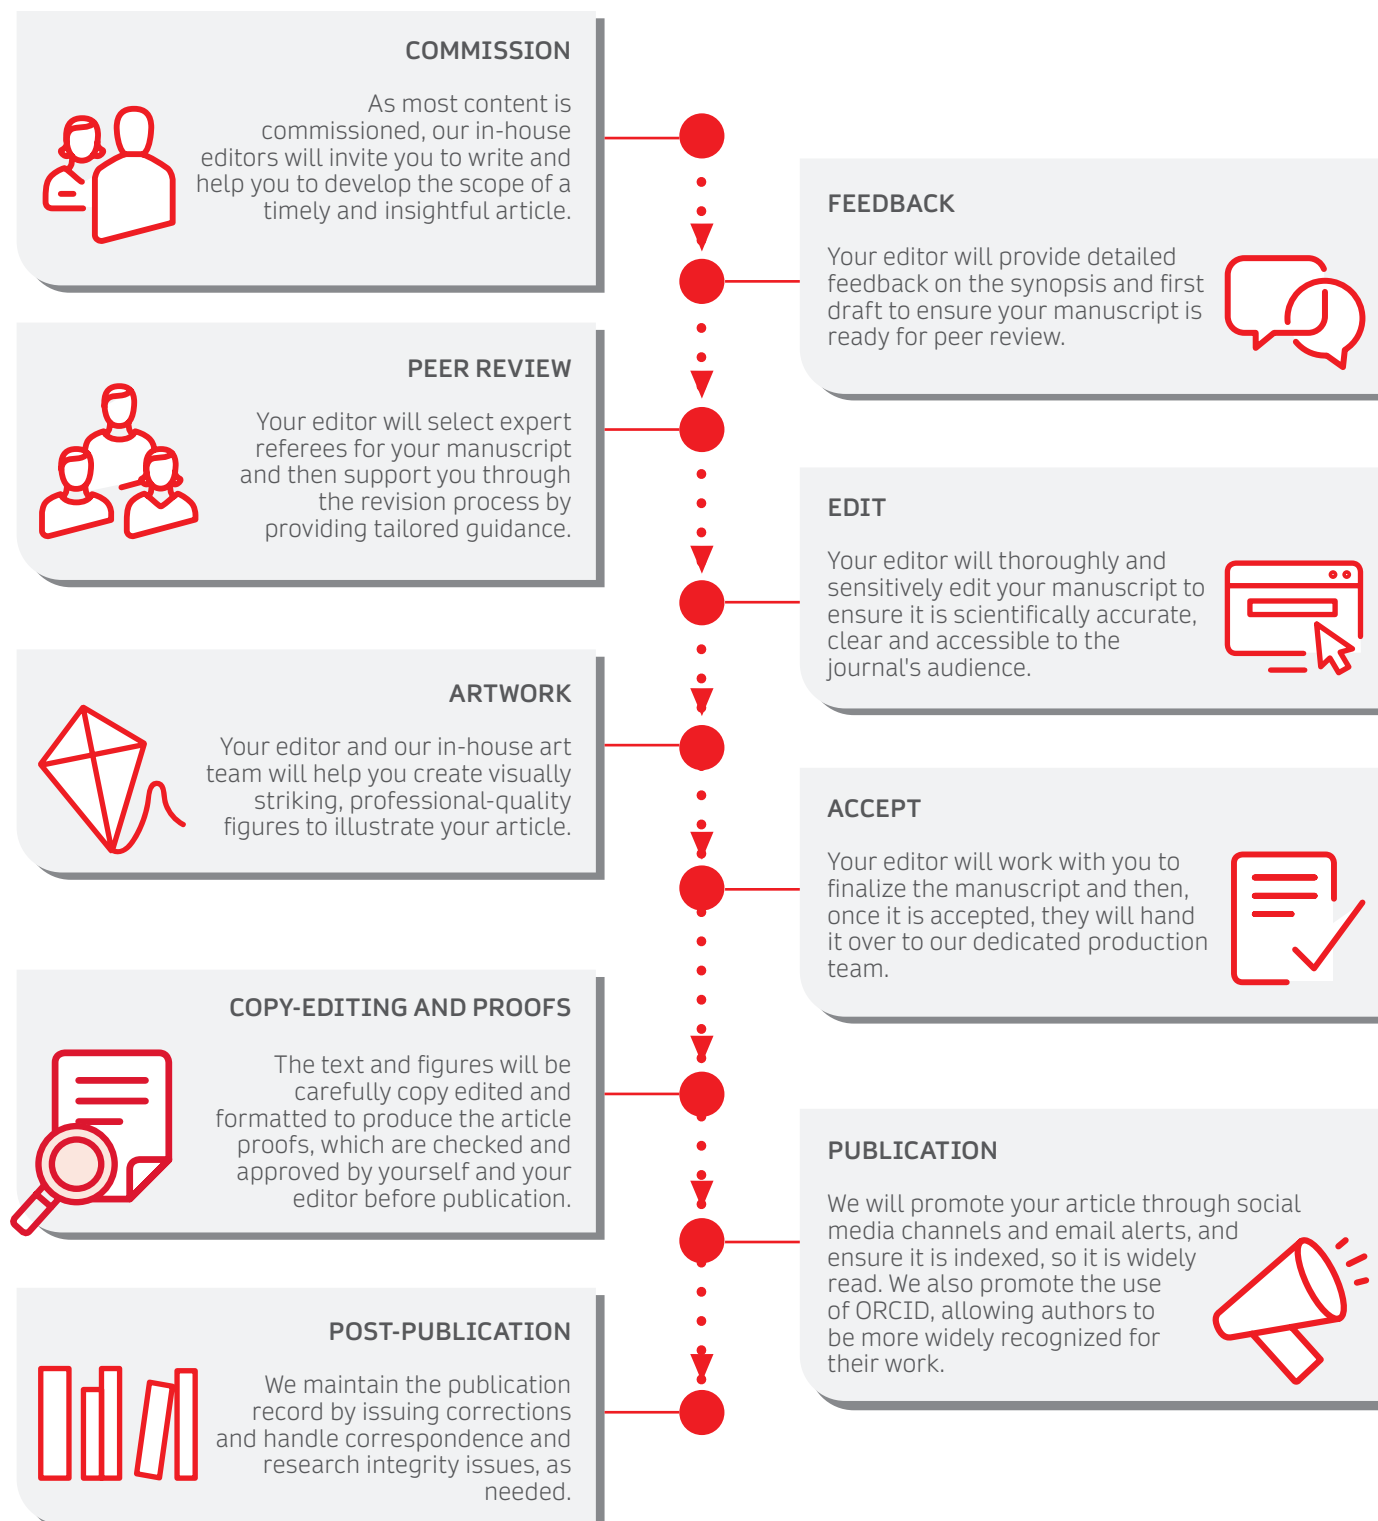 COMMISSION
As most content is
commissioned, our in-house
editors will invite you to write and
help you to develop the scope of a
timely and insightful article.
FEEDBACK
Your editor will provide detailed
feedback on the synopsis and first
draft to ensure your manuscript is
ready for peer review.
PEER REVIEW
Your editor will select expert
referees for your manuscript
and then support you through
the revision process by
providing tailored guidance.
EDIT
Your editor will thoroughly and
sensitively edit your manuscript to
ensure it is scientifically accurate,
clear and accessible to the
journal's audience.
ARTWORK
Your editor and our in-house art
team will help you create visually
striking, professional-quality
figures to illustrate your article.
ACCEPT
Your editor will work with you to
finalize the manuscript and then,
once it is accepted, they will hand
it over to our dedicated production
team.
COPY-EDITING AND PROOFS
The text and figures will be
carefully copy edited and
formatted to produce the article
proofs, which are checked and
approved by yourself and your
editor before publication.
PUBLICATION
We will promote your article through social
media channels and email alerts, and
ensure it is indexed, so it is widely
read. We also promote the use
of ORCID, allowing authors to
be more widely recognized for
their work.
POST-PUBLICATION
We maintain the publication
record by issuing corrections
and handle correspondence and
research integrity issues, as
needed.